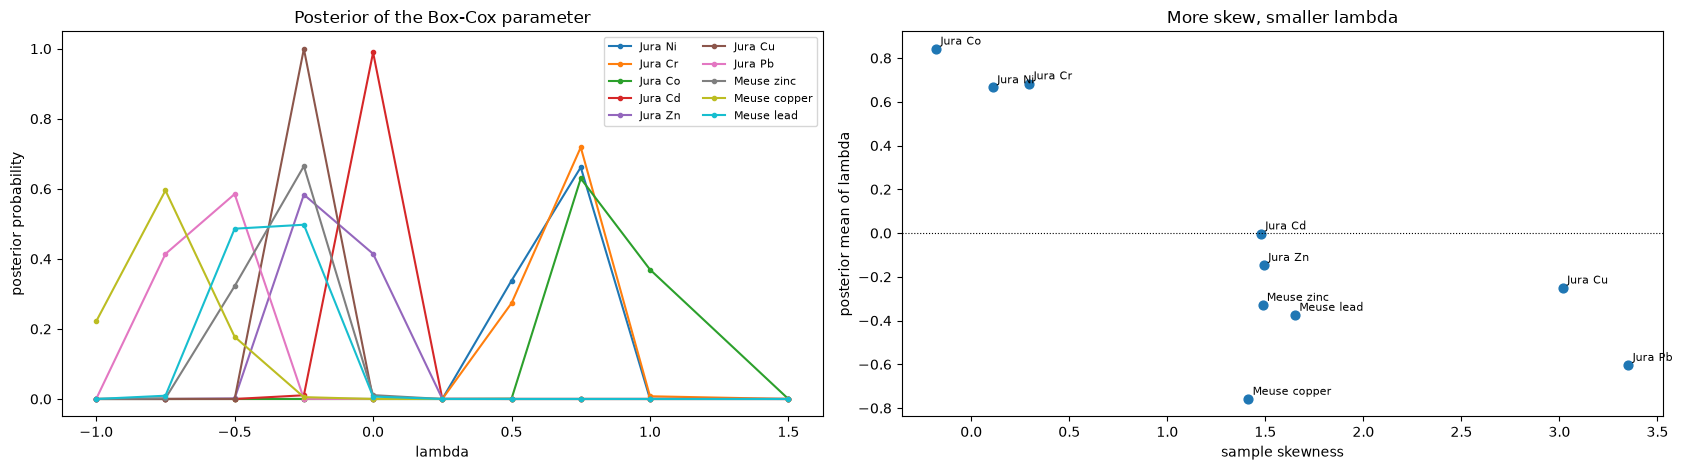 Posterior of the Box-Cox parameter
posterior probability
1.0
0.8
0.6
0.4
0.2
0.0
−1.0 −0.5 0.0 0.5 1.0 1.5
lambda
Jura Ni
Jura Cr
Jura Co
Jura Cd
Jura Zn
Jura Cu
Jura Pb
Meuse zinc
Meuse copper
Meuse lead
More skew, smaller lambda
posterior mean of lambda
0.8
0.6
0.4
0.2
0.0
−0.2
−0.4
−0.6
−0.8
Jura Co
Jura Ni
Jura Cr
Jura Cd
Jura Zn
Jura Cu
Meuse zinc
Meuse lead
Jura Pb
Meuse copper
0.0 0.5 1.0 1.5 2.0 2.5 3.0 3.5
sample skewness